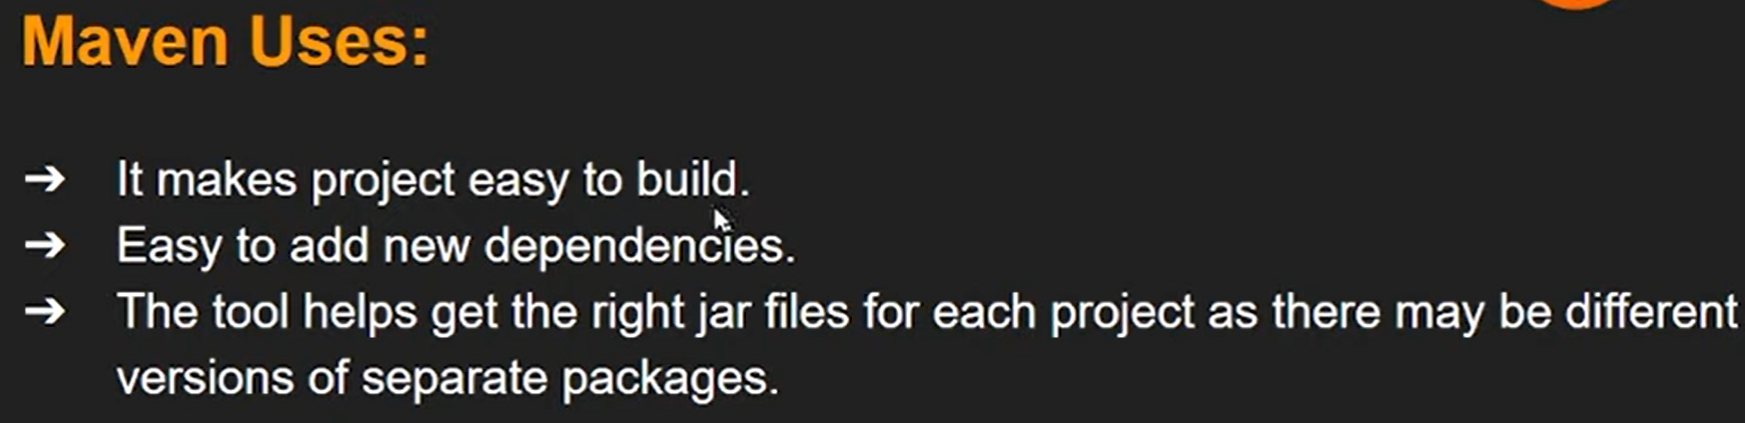 Maven Uses:
➔ It makes project easy to build.
➔ Easy to add new dependencies.
➔ The tool helps get the right jar files for each project as there may be different
versions of separate packages.